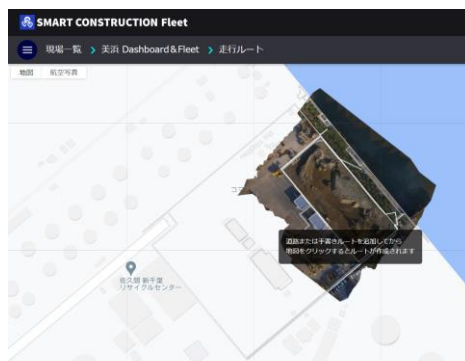 SMART CONSTRUCTION Fleet
現場一覧 > 美浜 Dashboard&Fleet > 走行ルート
地図 航空写真
道路または手書きルートを追加してから
地図をクリックするとルートが作成されます
佐久間 新千葉
リサイクルセンター